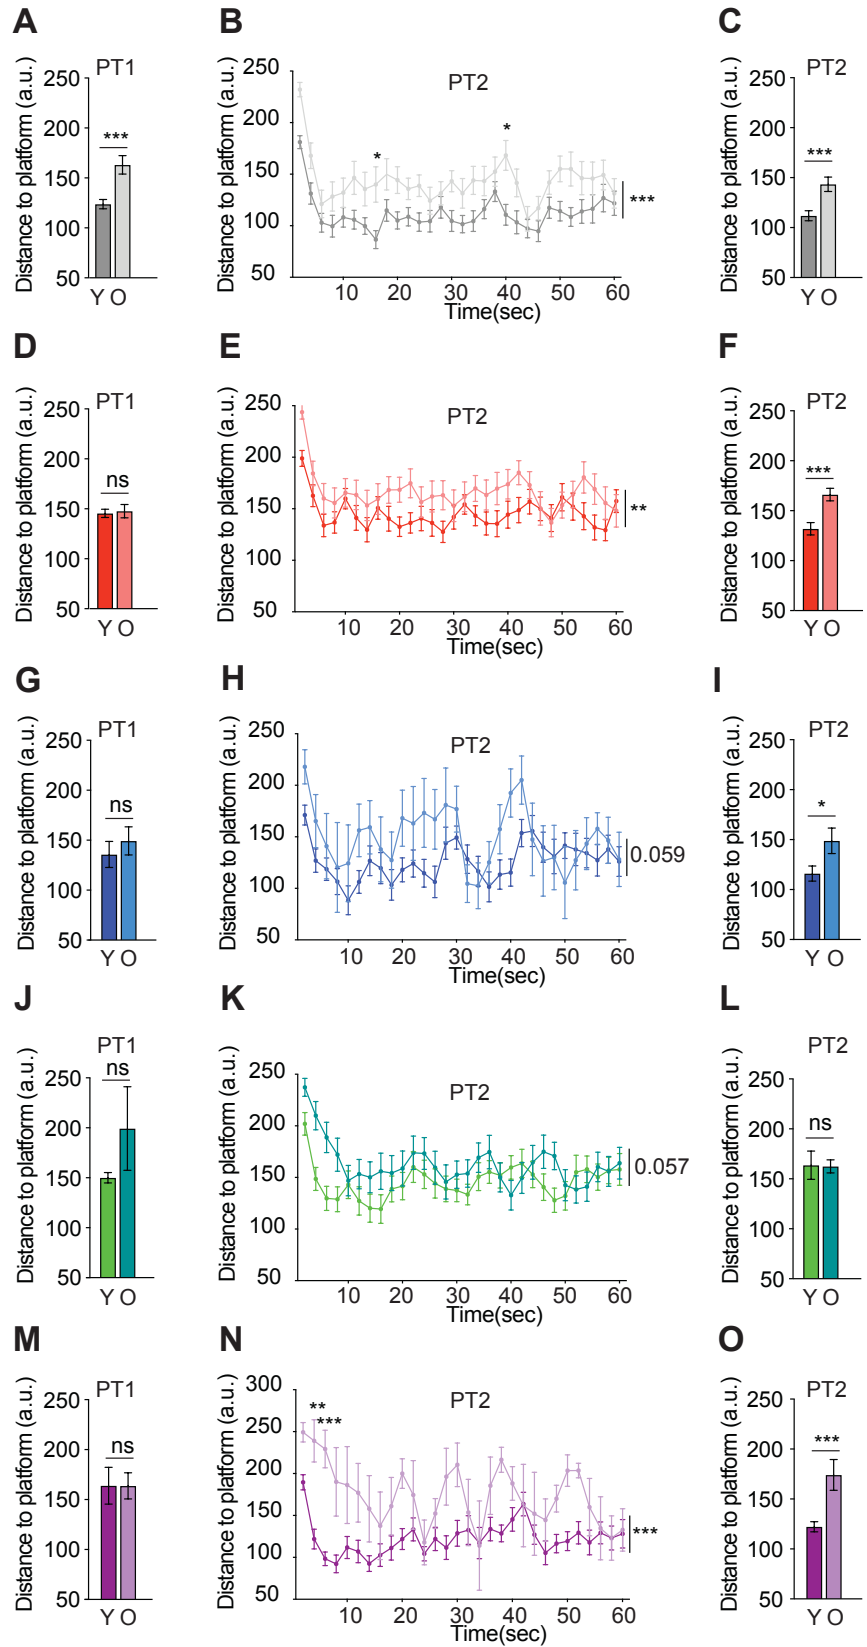 A
B
C
PT1
PT2
PT2
Distance to platform (a.u.)
250
200
150
100
50
***
Y O
Distance to platform (a.u.)
250
200
150
100
50
*
*
***
10 20 30 40 50 60
Time(sec)
Distance to platform (a.u.)
250
200
150
100
50
***
Y O
D
E
F
PT1
PT2
PT2
Distance to platform (a.u.)
250
200
150
100
50
ns
Y O
Distance to platform (a.u.)
250
200
150
100
50
**
10 20 30 40 50 60
Time(sec)
Distance to platform (a.u.)
250
200
150
100
50
***
Y O
G
H
I
PT1
PT2
PT2
Distance to platform (a.u.)
250
200
150
100
50
ns
Y O
Distance to platform (a.u.)
250
200
150
100
50
0.059
10 20 30 40 50 60
Time(sec)
Distance to platform (a.u.)
250
200
150
100
50
*
Y O
J
K
L
PT1
PT2
PT2
Distance to platform (a.u.)
250
200
150
100
50
ns
Y O
Distance to platform (a.u.)
250
200
150
100
50
0.057
10 20 30 40 50 60
Time(sec)
Distance to platform (a.u.)
250
200
150
100
50
ns
Y O
M
N
O
PT1
PT2
PT2
Distance to platform (a.u.)
250
200
150
100
50
ns
Y O
Distance to platform (a.u.)
300
250
200
150
100
50
**
***
***
10 20 30 40 50 60
Time(sec)
Distance to platform (a.u.)
250
200
150
100
50
***
Y O